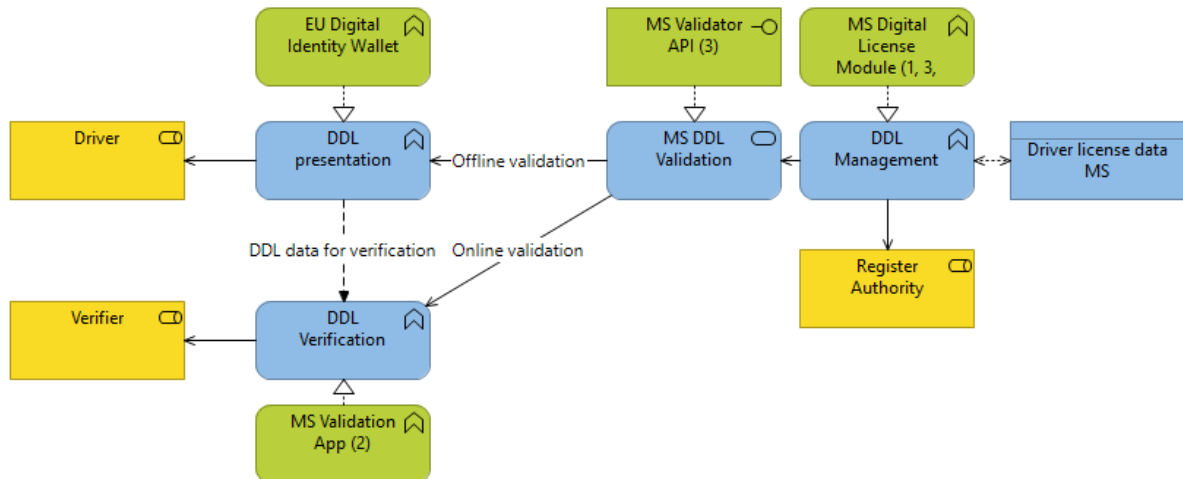 EU Digital
Identity Wallet
MS Validator
API (3)
MS Digital
License
Module (1, 3,
Driver
DDL
presentation
Offline validation
MS DDL
Validation
DDL
Management
Driver license data
MS
DDL data for verification
Online validation
Register
Authority
Verifier
DDL
Verification
MS Validation
App (2)